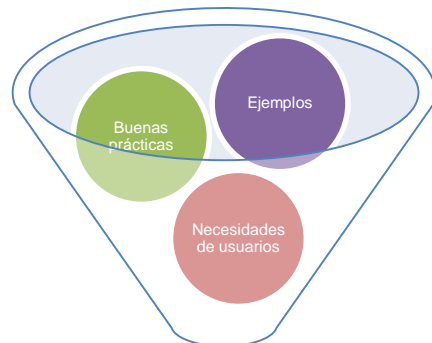 Ejemplos
Buenas
prácticas
Necesidades
de usuarios